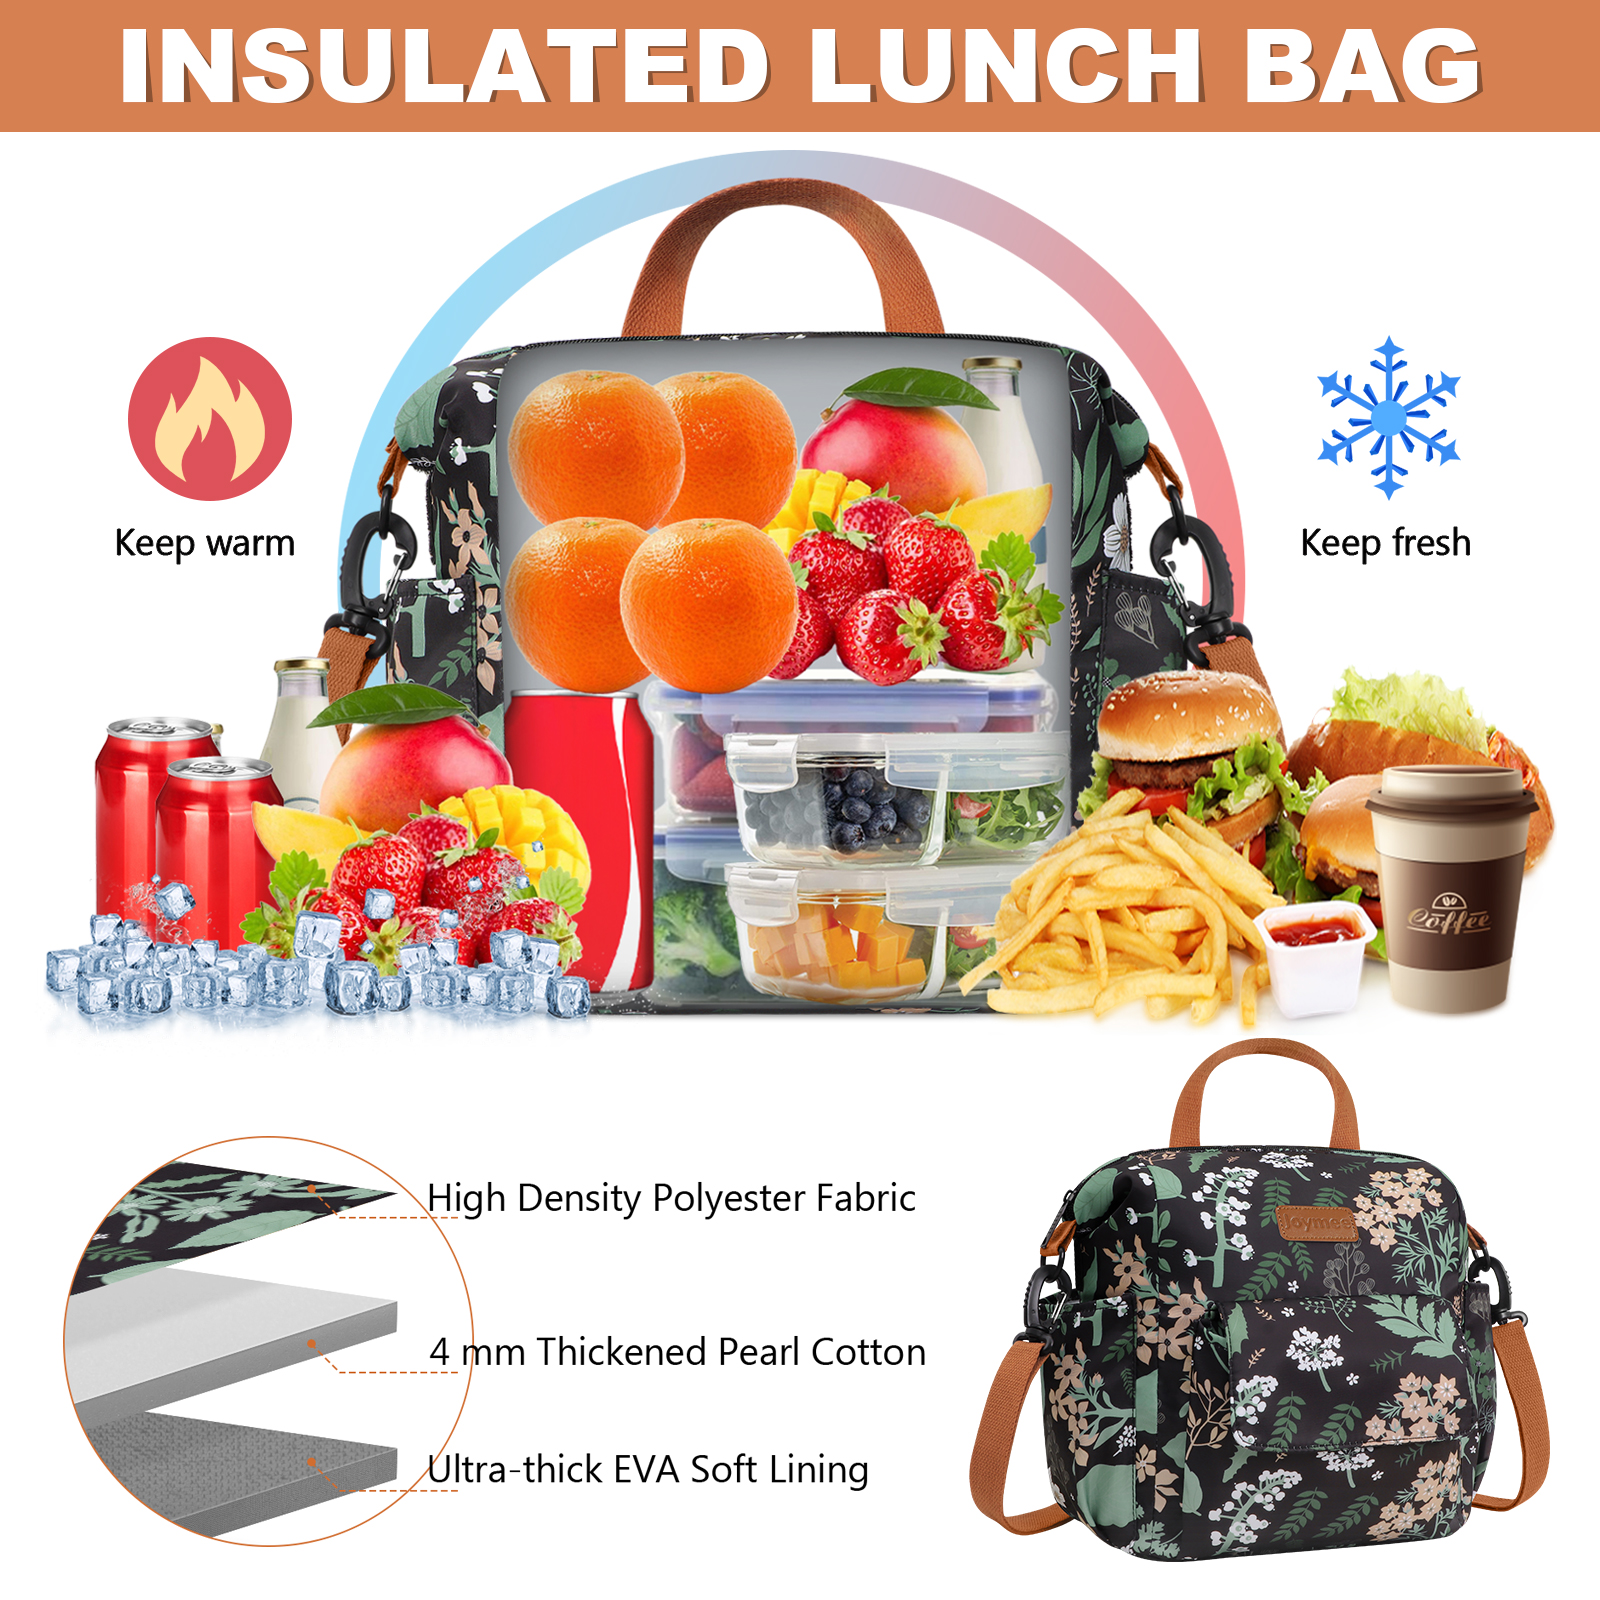 INSULATED LUNCH BAG
Keep warm
Keep fresh
Coffee
High Density Polyester Fabric
Joymee
4 mm Thickened Pearl Cotton
Ultra-thick EVA Soft Lining